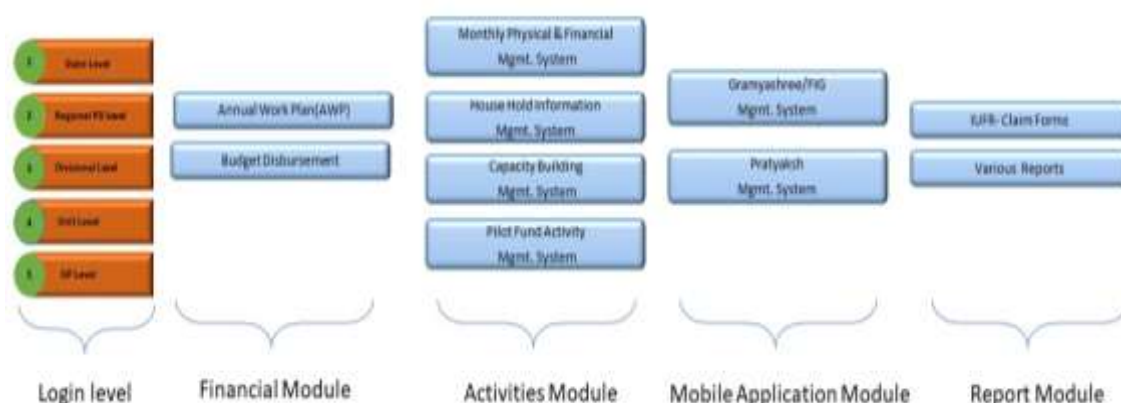 1
State Level
2
Regional PD Level
3
Divisional Level
4
Unit Level
5
GP Level
Login level
Annual Work Plan(AWP)
Budget Disbursement
Financial Module
Monthly Physical & Financial
Mgmt. System
House Hold Information
Mgmt. System
Capacity Building
Mgmt. System
Pilot Fund Activity
Mgmt. System
Activities Module
Gramyashree/FIG
Mgmt. System
Pratyaksh
Mgmt. System
Mobile Application Module
IUFR- Claim Forms
Various Reports
Report Module